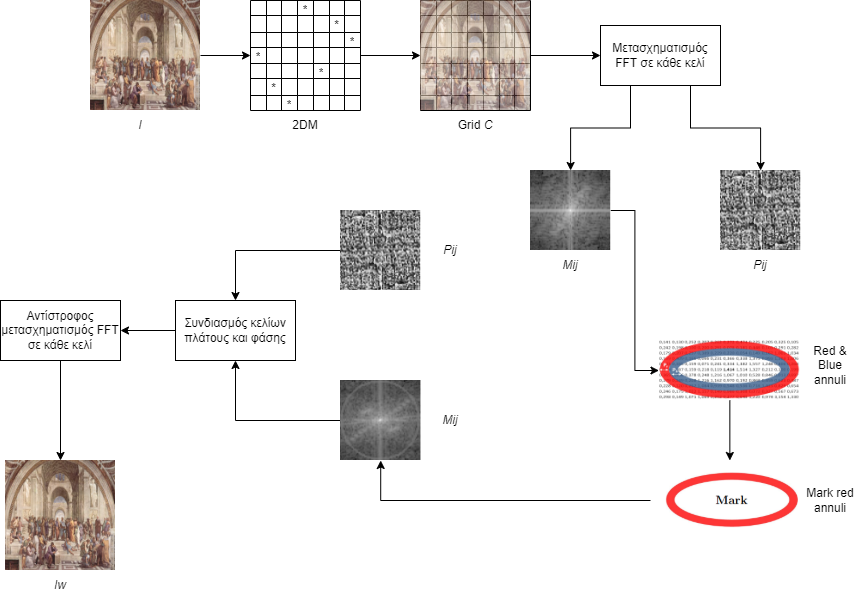 *
*
*
*
*
*
*
I
2DM
Grid C
Μετασχηματισμός
FFT σε κάθε κελί
Mij
Pij
Pij
Συνδιασμός κελίων
πλάτους και φάσης
Αντίστροφος
μετασχηματισμός FFT
σε κάθε κελί
Mij
Red &
Blue
annuli
Mark
Mark red
annuli
Iw